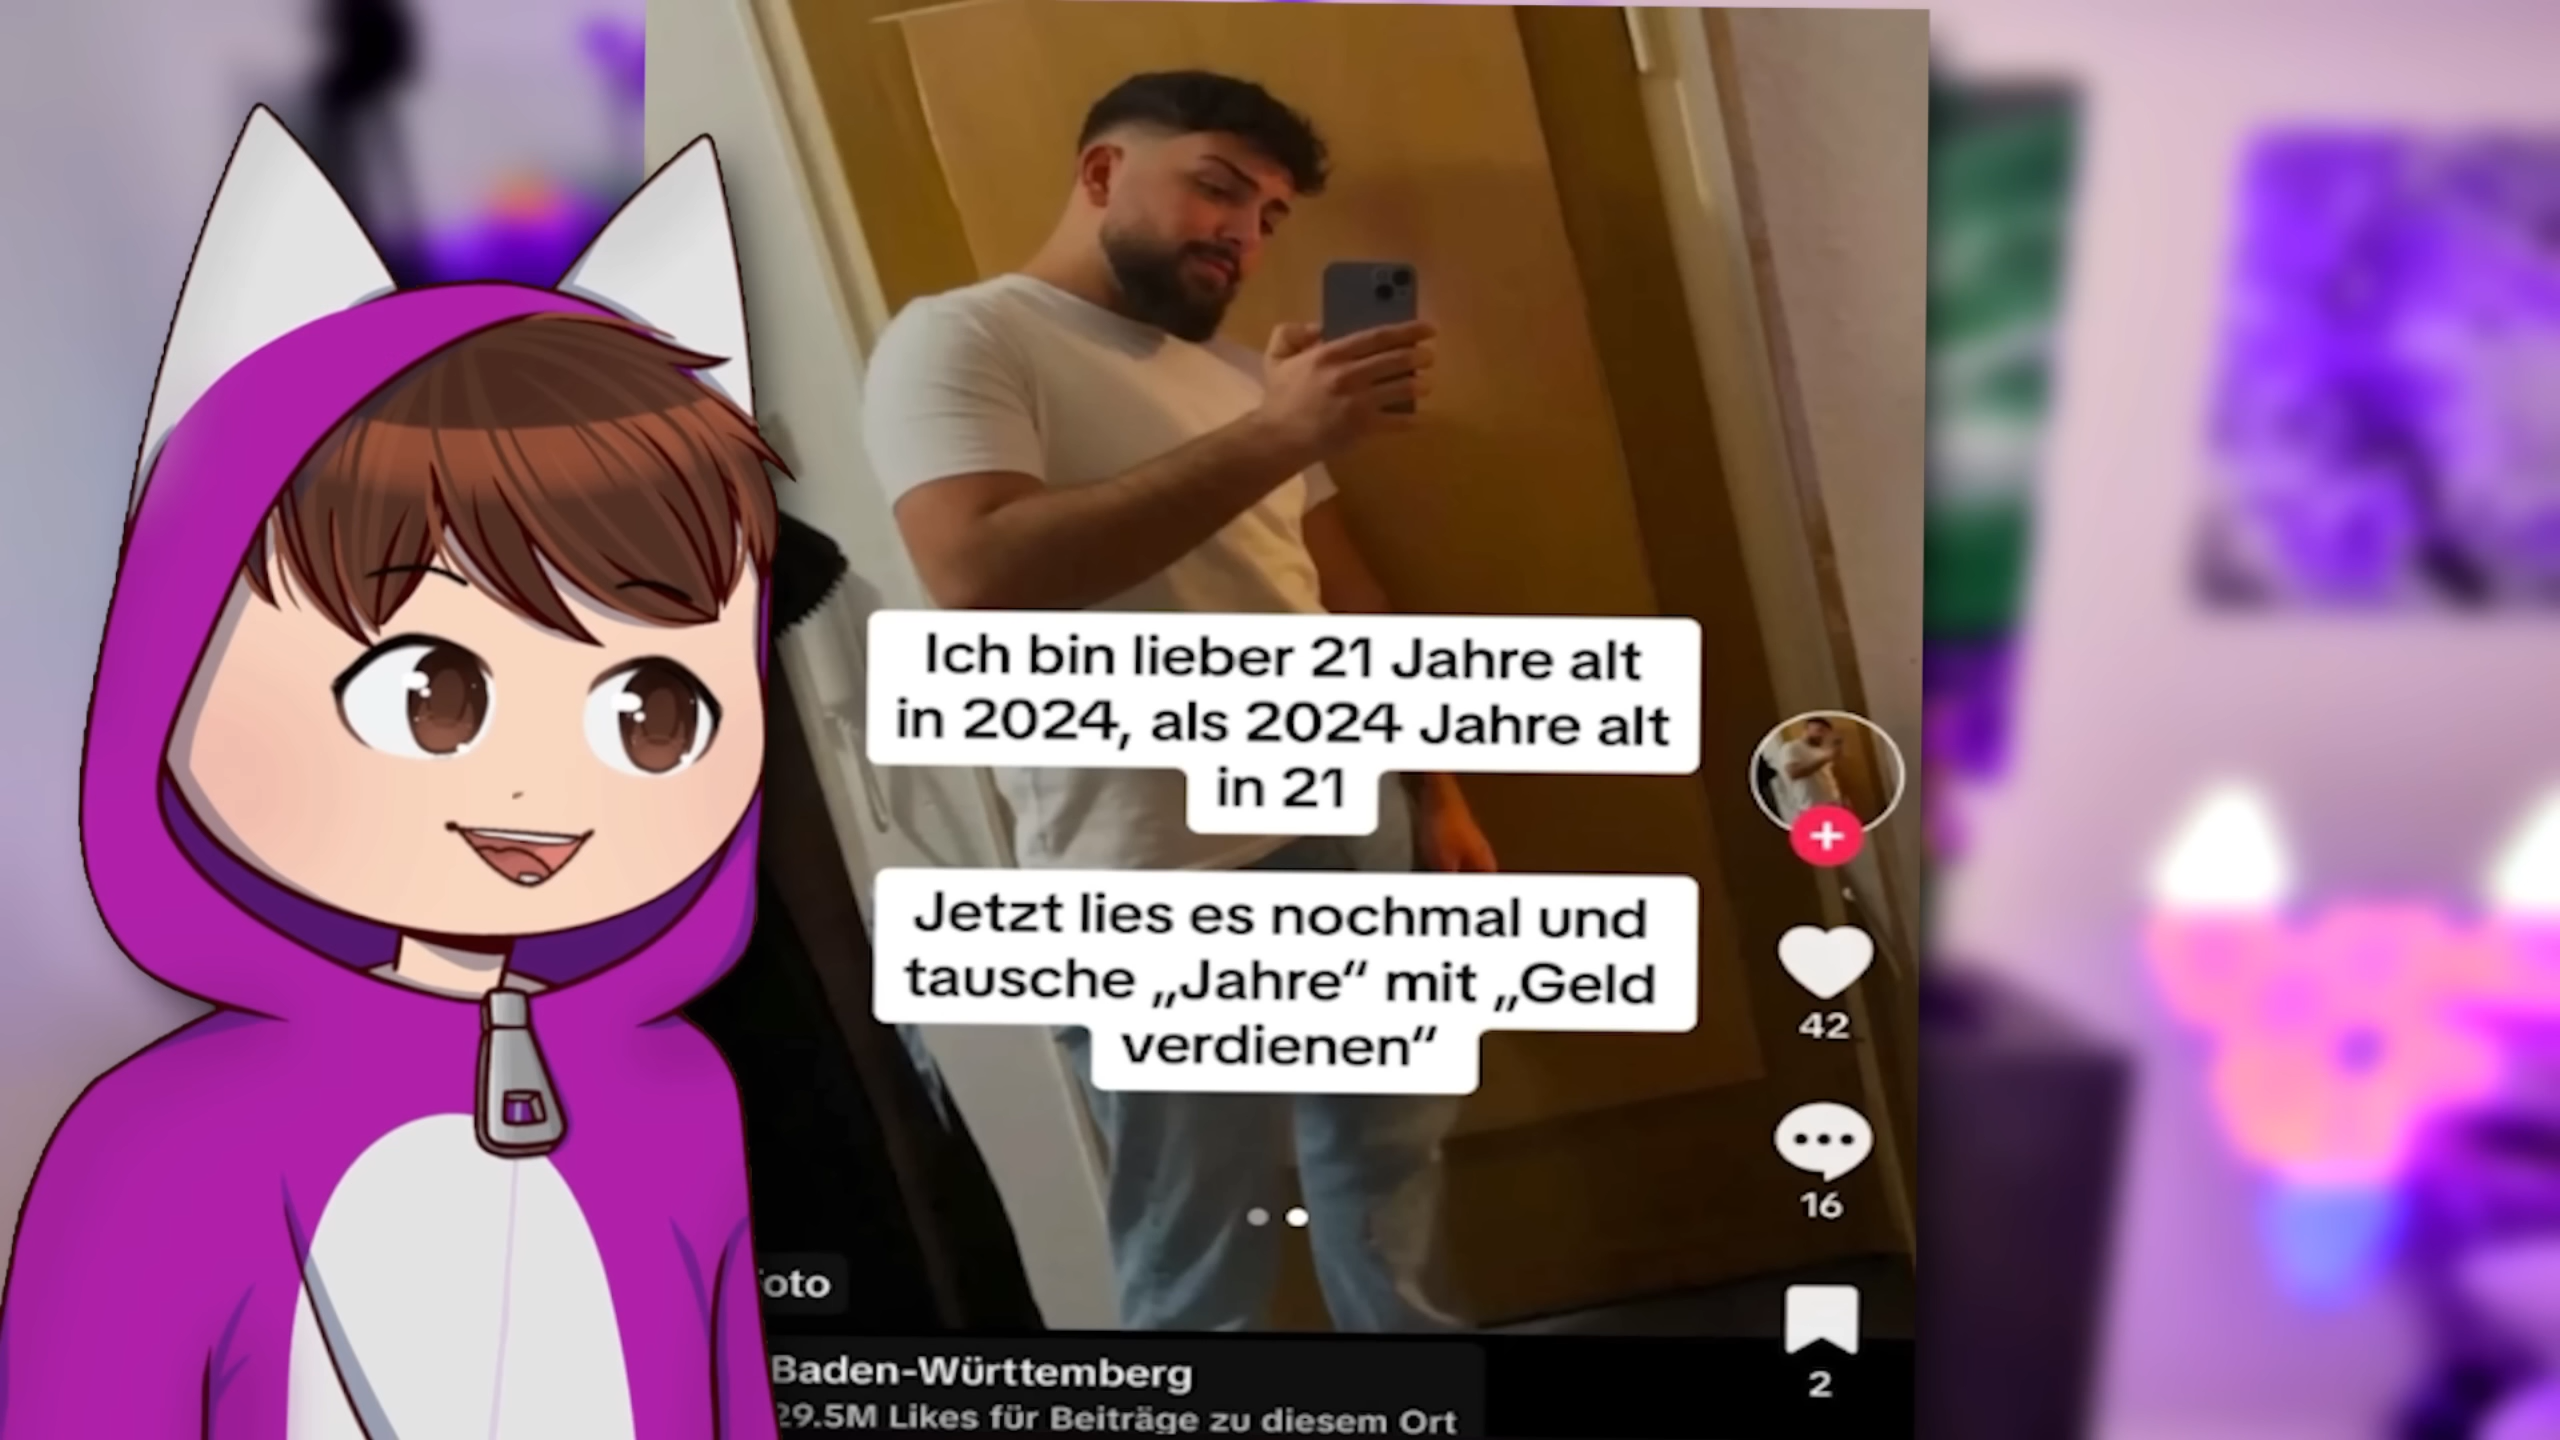 Ich bin lieber 21 Jahre alt
in 2024, als 2024 Jahre alt
in 21
Jetzt lies es nochmal und
tausche „Jahre“ mit „Geld
verdienen“
42
16
2
oto
Baden-Württemberg
29.5M Likes für Beiträge zu diesem Ort